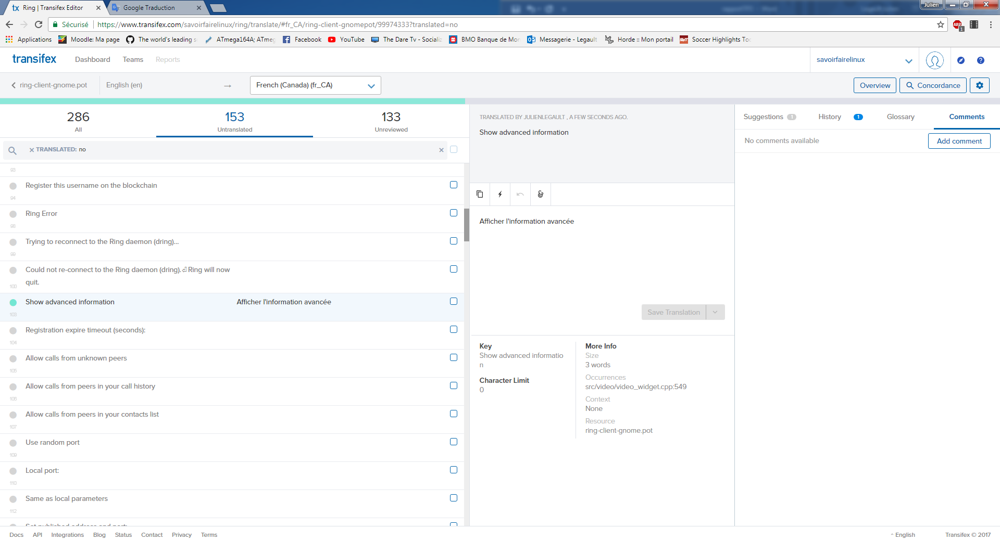 Ring | Transifex Editor
Google Traduction
Julien
Sécurisé
https://www.transifex.com/savoirfairelinux/ring/translate/#fr_CA/ring-client-gnomepot/99974333?translated=no
ABP
1
Applications
Moodle: Ma page
The world's leading s
ATmega164A; ATmeg
Facebook
YouTube
The Dare Tv - Socializ
BMO Banque de Mon
Messagerie - Legault
Horde :: Mon portail
Soccer Highlights Toc
transifex
Dashboard
Teams
Reports
savoirfairelinux
ring-client-gnome.pot
English (en)
→
French (Canada) (fr_CA)
Overview
Concordance
286
All
153
Untranslated
133
Unreviewed
TRANSLATED: no
93
Register this username on the blockchain
94
Ring Error
98
Trying to reconnect to the Ring daemon (dring)...
99
Could not re-connect to the Ring daemon (dring).⏎Ring will now
quit.
100
Show advanced information
Afficher l'information avancée
103
Registration expire timeout (seconds):
104
Allow calls from unknown peers
105
Allow calls from peers in your call history
106
Allow calls from peers in your contacts list
107
Use random port
109
Local port:
110
Same as local parameters
112
Set published address and port:
TRANSLATED BY JULIENLEGAULT , A FEW SECONDS AGO.
Show advanced information
Afficher l'information avancée
Save Translation
Key
Show advanced informatio
n
Character Limit
0
More Info
Size
3 words
Occurrences
src/video/video_widget.cpp:549
Context
None
Resource
ring-client-gnome.pot
Suggestions 1
History 1
Glossary
Comments
No comments available
Add comment
Docs
API
Integrations
Blog
Status
Contact
Privacy
Terms
English
Transifex © 2017